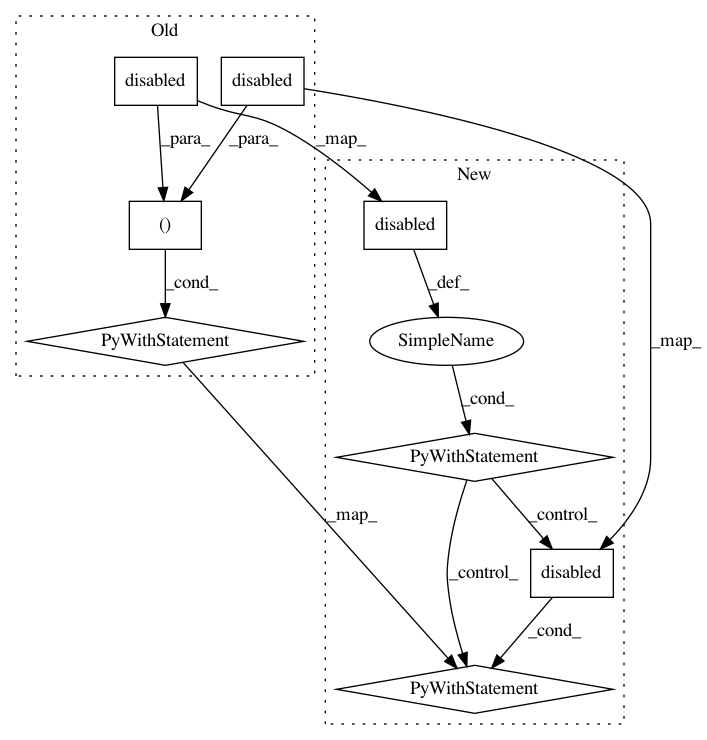 Old
disabled
disabled
_para_
_para_
_map_
New
()
disabled
_cond_
_def_
PyWithStatement
SimpleName
_map_
_cond_
PyWithStatement
_map_
_control_
_control_
disabled
_cond_
PyWithStatement